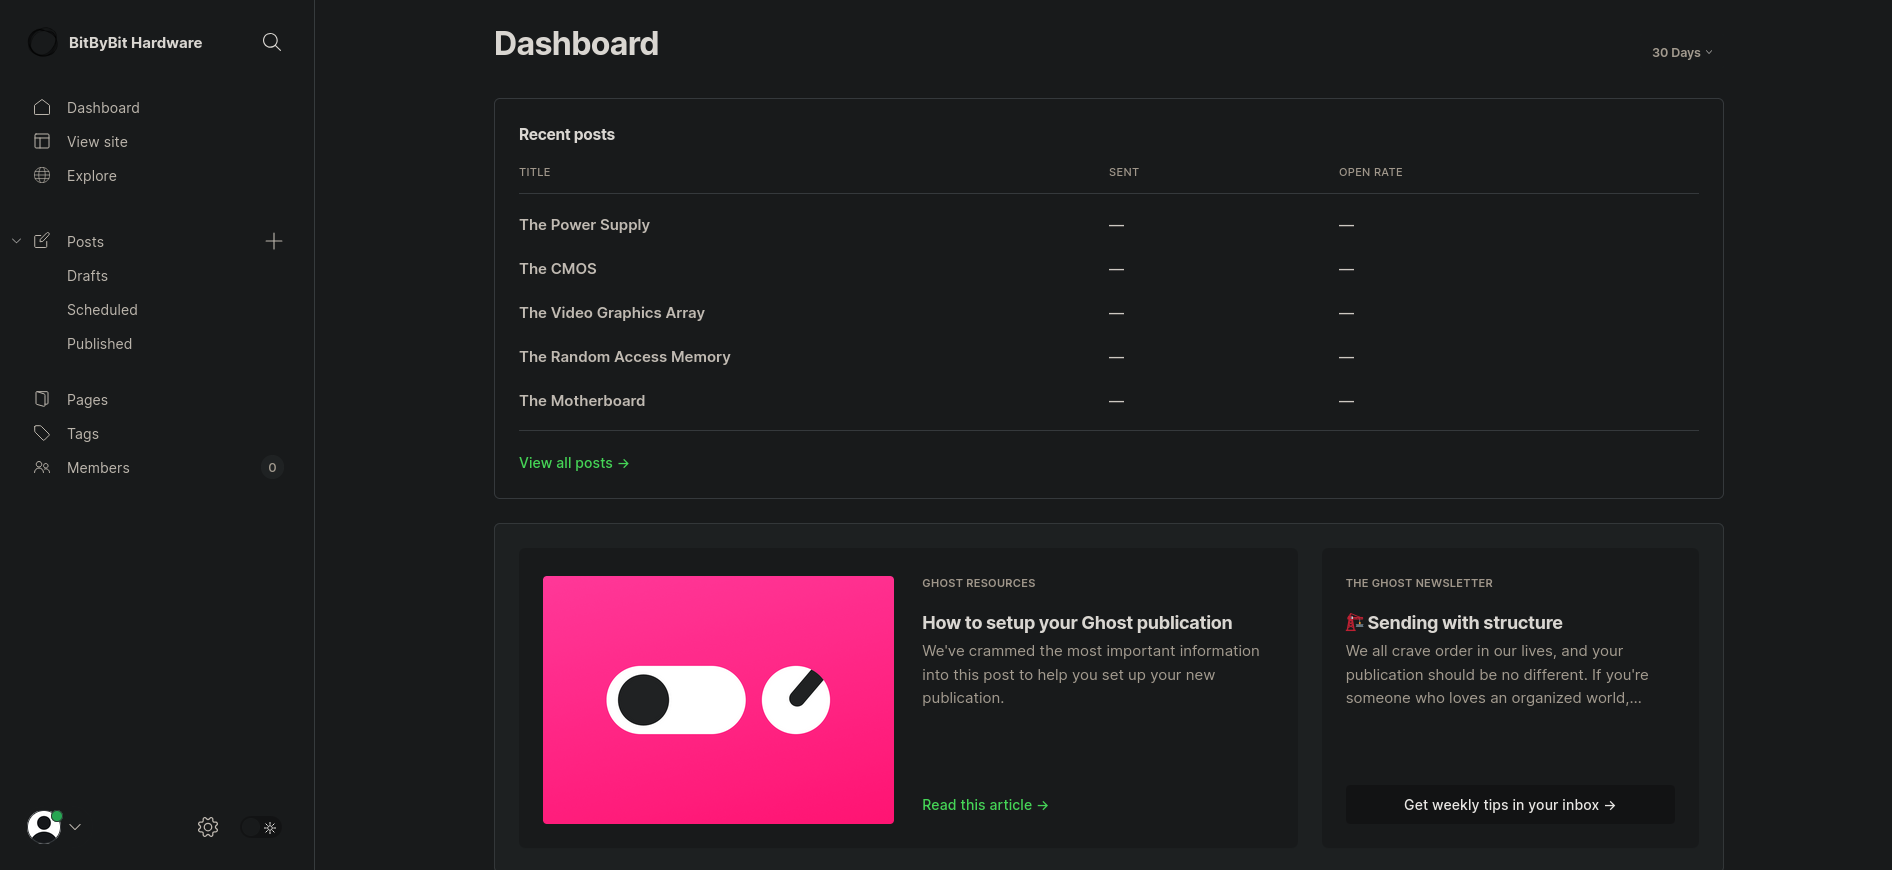 BitByBit Hardware
Dashboard
View site
Explore
Posts
Drafts
Scheduled
Published
Pages
Tags
Members 0
Dashboard
30 Days
Recent posts
TITLE SENT OPEN RATE
The Power Supply — —
The CMOS — —
The Video Graphics Array — —
The Random Access Memory — —
The Motherboard — —
View all posts →
GHOST RESOURCES
How to setup your Ghost publication
We've crammed the most important information
into this post to help you set up your new
publication.
Read this article →
THE GHOST NEWSLETTER
🏗️ Sending with structure
We all crave order in our lives, and your
publication should be no different. If you're
someone who loves an organized world,...
Get weekly tips in your inbox →